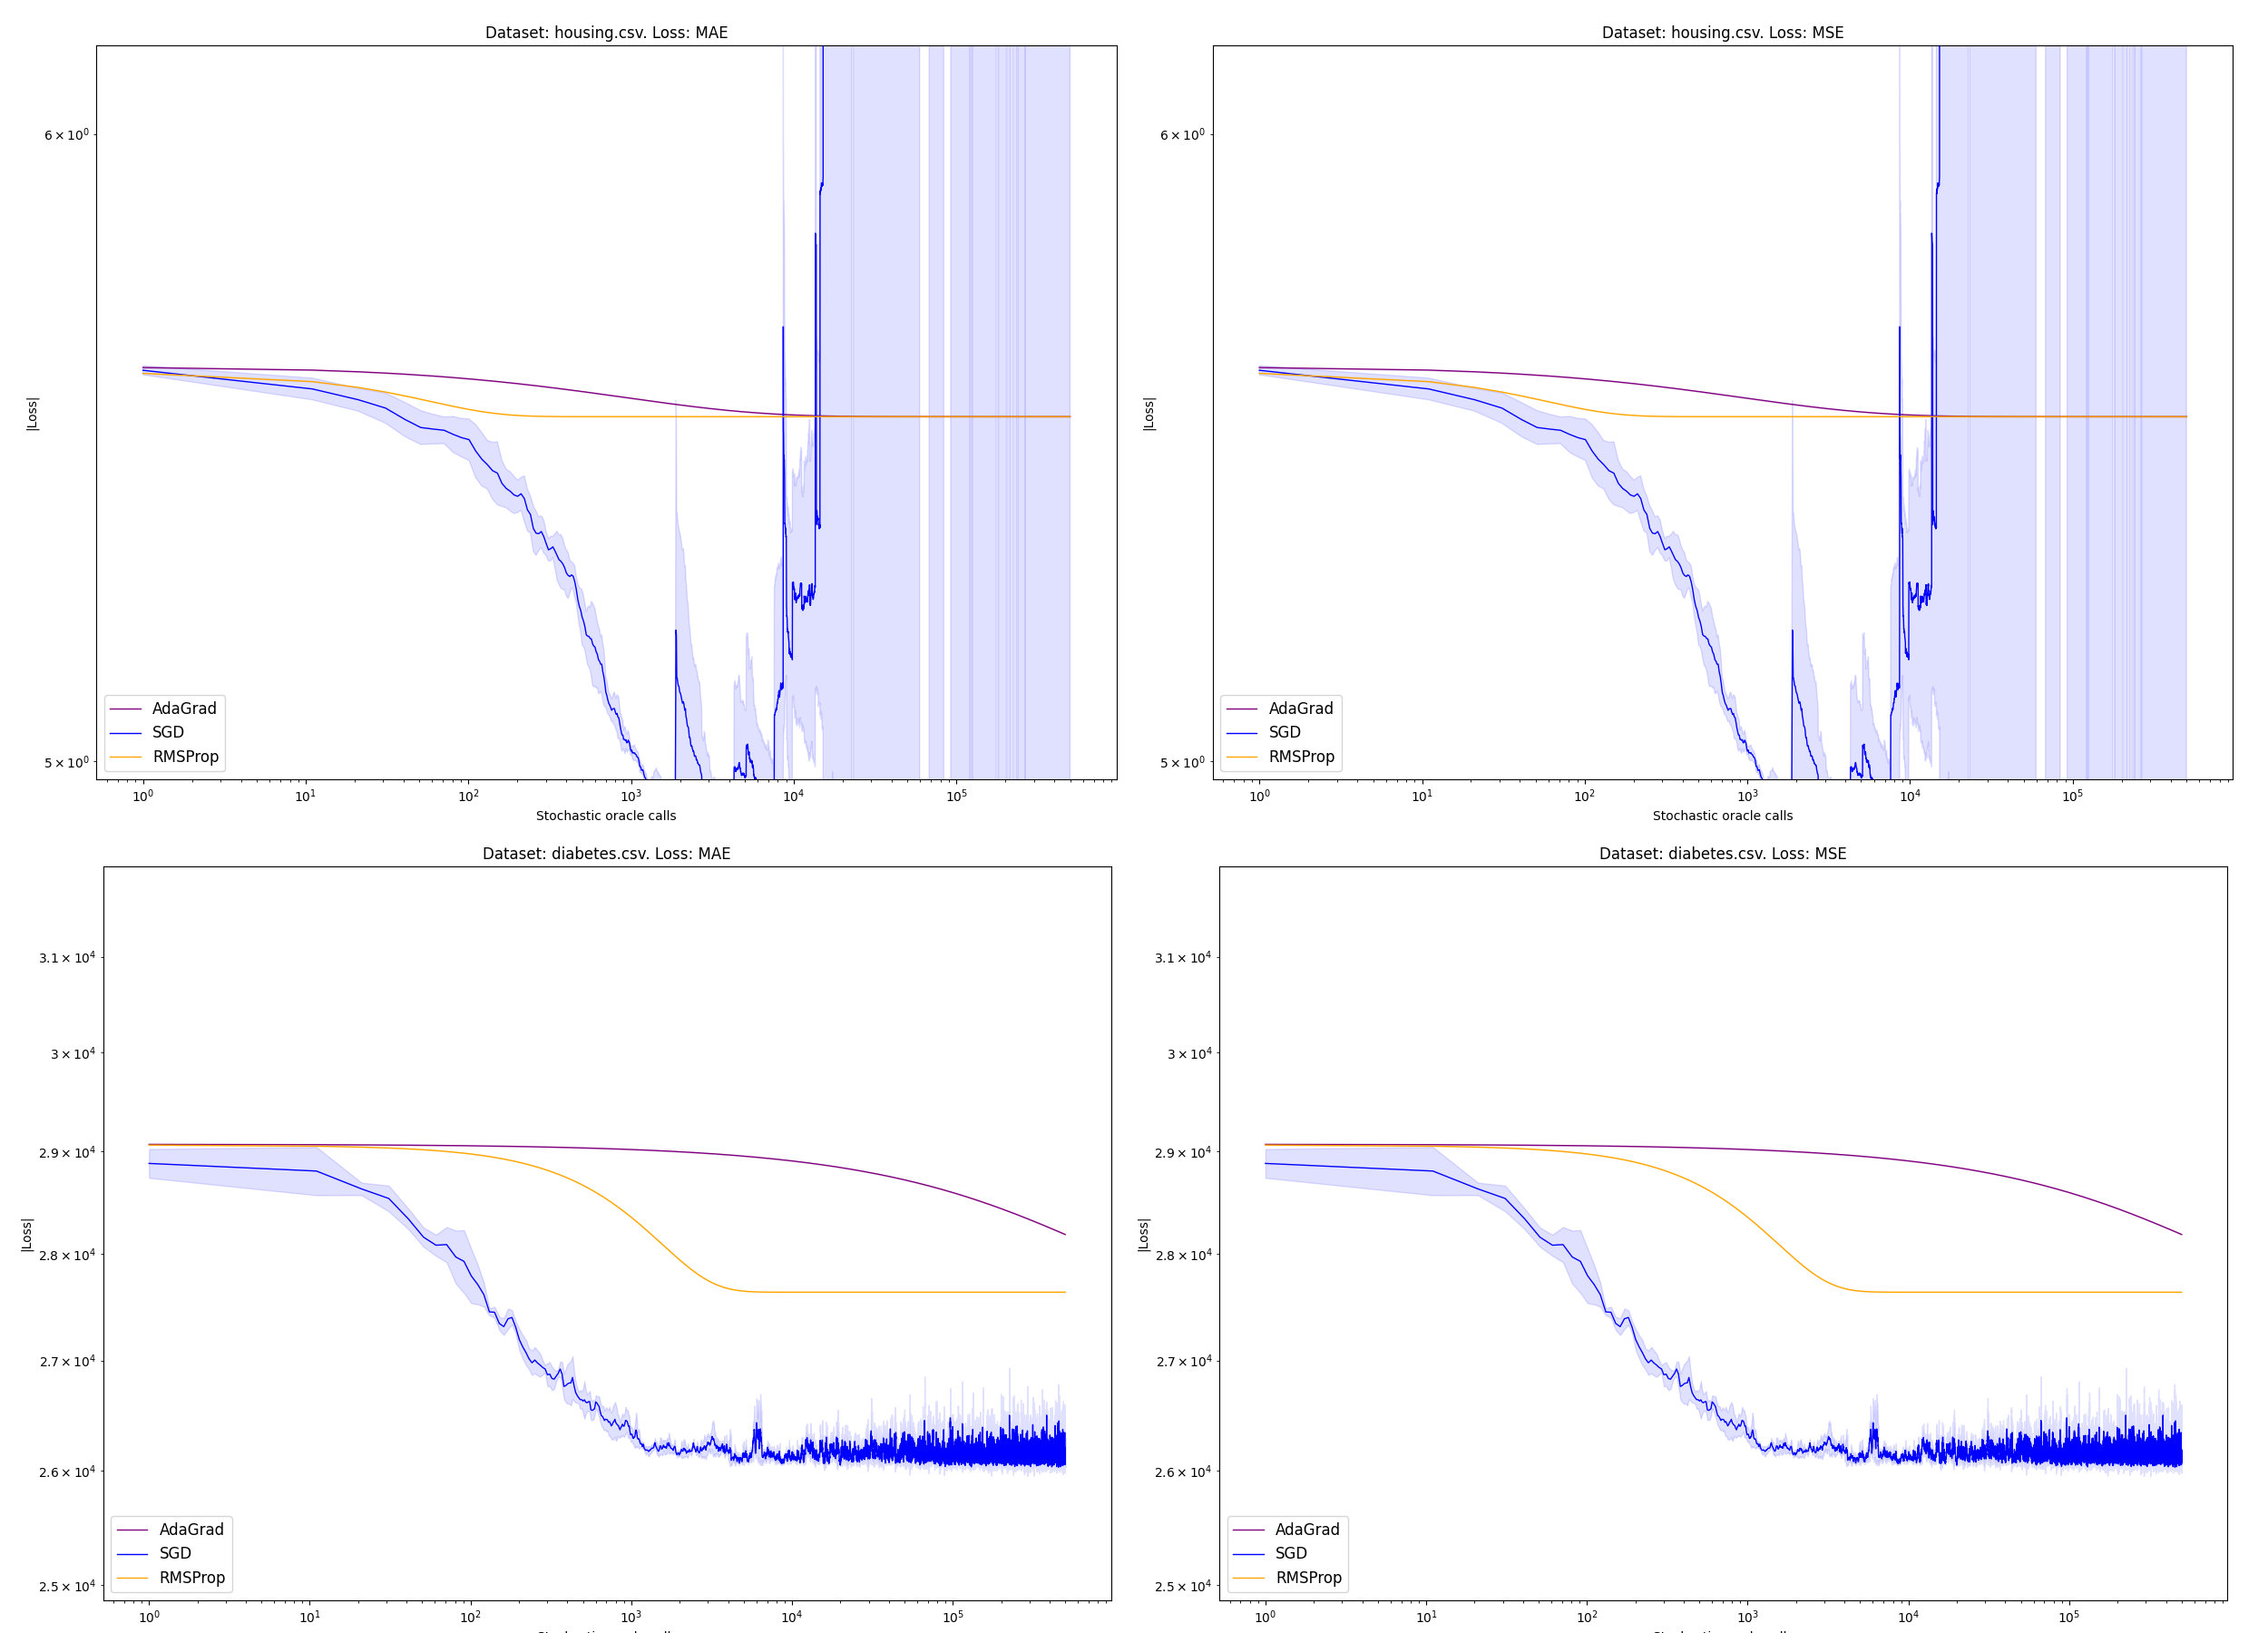 Dataset: housing.csv. Loss: MAE
6 × 10⁰
|Loss|
5 × 10⁰
AdaGrad
SGD
RMSProp
10⁰ 10¹ 10² 10³ 10⁴ 10⁵
Stochastic oracle calls
Dataset: housing.csv. Loss: MSE
6 × 10⁰
|Loss|
5 × 10⁰
AdaGrad
SGD
RMSProp
10⁰ 10¹ 10² 10³ 10⁴ 10⁵
Stochastic oracle calls
Dataset: diabetes.csv. Loss: MAE
3.1 × 10⁴
3 × 10⁴
2.9 × 10⁴
|Loss|
2.8 × 10⁴
2.7 × 10⁴
2.6 × 10⁴
2.5 × 10⁴
AdaGrad
SGD
RMSProp
10⁰ 10¹ 10² 10³ 10⁴ 10⁵
Dataset: diabetes.csv. Loss: MSE
3.1 × 10⁴
3 × 10⁴
2.9 × 10⁴
|Loss|
2.8 × 10⁴
2.7 × 10⁴
2.6 × 10⁴
2.5 × 10⁴
AdaGrad
SGD
RMSProp
10⁰ 10¹ 10² 10³ 10⁴ 10⁵